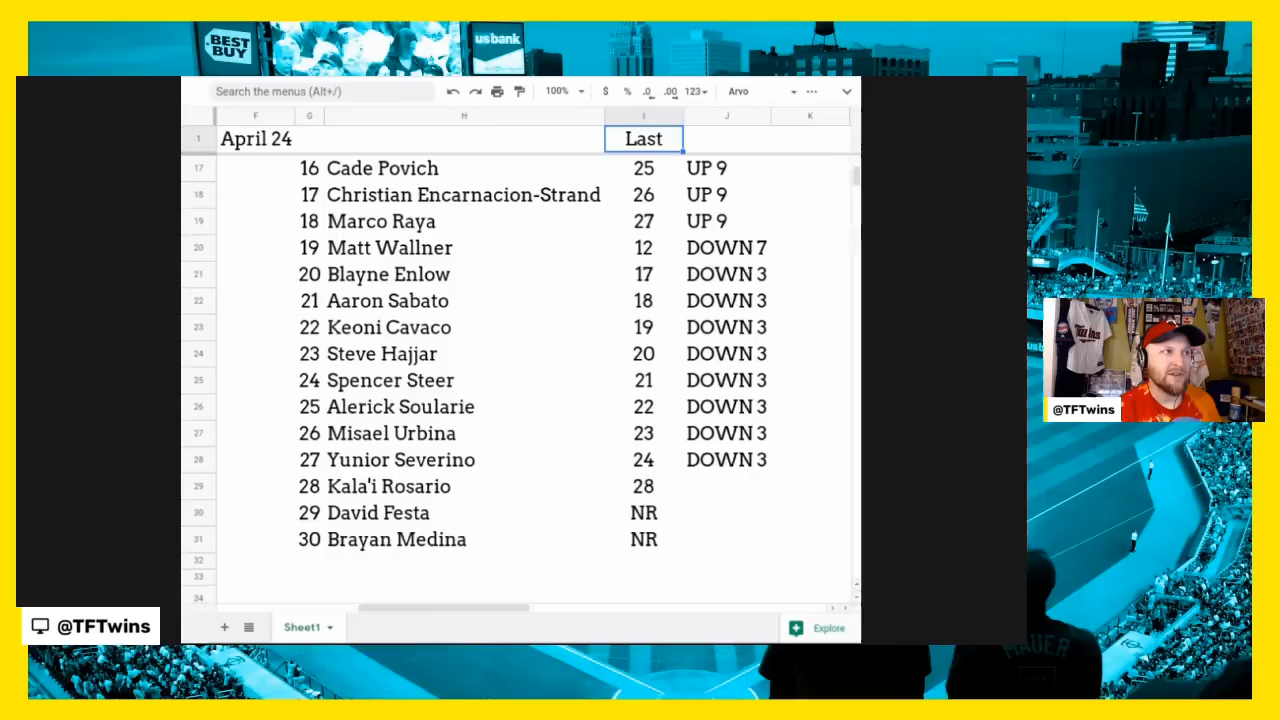 BEST
BUY
us bank
Search the menus (Alt+/)
100%
$ % .0 .00 123
Arvo
F G H I J K
1 April 24 Last
17 16 Cade Povich 25 UP 9
18 17 Christian Encarnacion-Strand 26 UP 9
19 18 Marco Raya 27 UP 9
20 19 Matt Wallner 12 DOWN 7
21 20 Blayne Enlow 17 DOWN 3
22 21 Aaron Sabato 18 DOWN 3
23 22 Keoni Cavaco 19 DOWN 3
24 23 Steve Hajjar 20 DOWN 3
25 24 Spencer Steer 21 DOWN 3
26 25 Alerick Soularie 22 DOWN 3
27 26 Misael Urbina 23 DOWN 3
28 27 Yunior Severino 24 DOWN 3
29 28 Kala'i Rosario 28
30 29 David Festa NR
31 30 Brayan Medina NR
32
33
34
Sheet1
Explore
Twins
@TFTwins
@TFTwins
MAUER